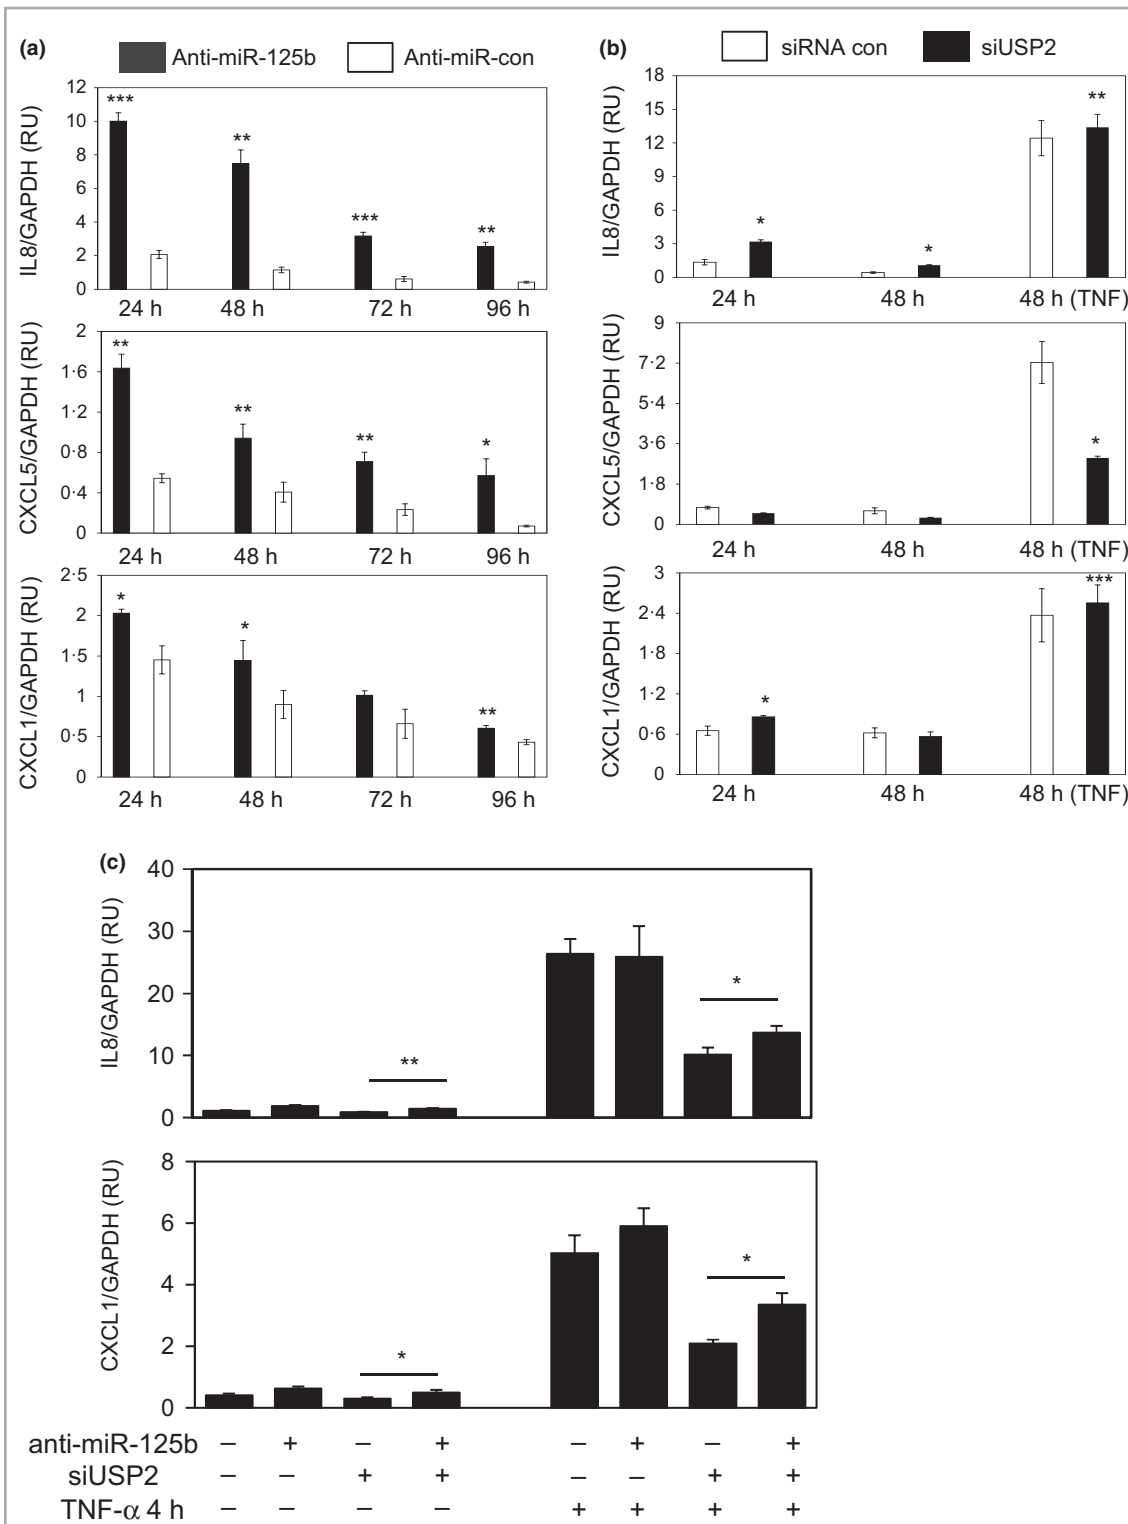 (a)
Anti-miR-125b Anti-miR-con
IL8/GAPDH (RU)
12
10
8
6
4
2
0
*** ** *** **
24 h 48 h 72 h 96 h
CXCL5/GAPDH (RU)
2
1·6
1·2
0·8
0·4
0
** ** ** *
24 h 48 h 72 h 96 h
CXCL1/GAPDH (RU)
2·5
2
1·5
1
0·5
0
* * **
24 h 48 h 72 h 96 h
(b)
siRNA con siUSP2
IL8/GAPDH (RU)
18
15
12
9
6
3
0
* * **
24 h 48 h 48 h (TNF)
CXCL5/GAPDH (RU)
9
7·2
5·4
3·6
1·8
0
*
24 h 48 h 48 h (TNF)
CXCL1/GAPDH (RU)
3
2·4
1·8
1·2
0·6
0
* ***
24 h 48 h 48 h (TNF)
(c)
IL8/GAPDH (RU)
40
30
20
10
0
** *
CXCL1/GAPDH (RU)
8
6
4
2
0
* *
anti-miR-125b – + – + – + – +
siUSP2 – – + + – – + +
TNF-α 4 h – – – – + + + +